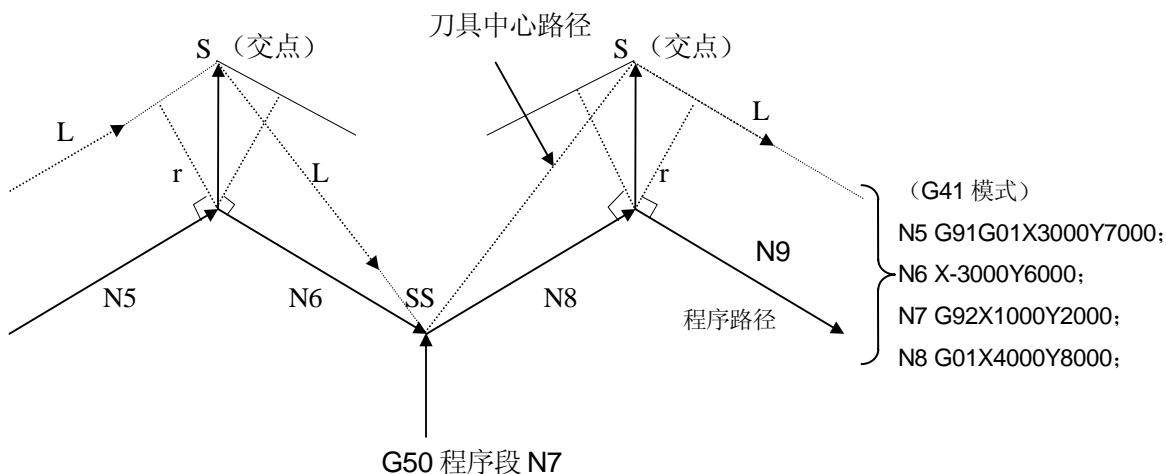 刀具中心路径
S（交点）
S（交点）
L
L
r
L
r
N5
N6
SS
N8
N9
程序路径
（G41 模式）
N5 G91G01X3000Y7000；
N6 X-3000Y6000；
N7 G92X1000Y2000；
N8 G01X4000Y8000；
G50 程序段 N7